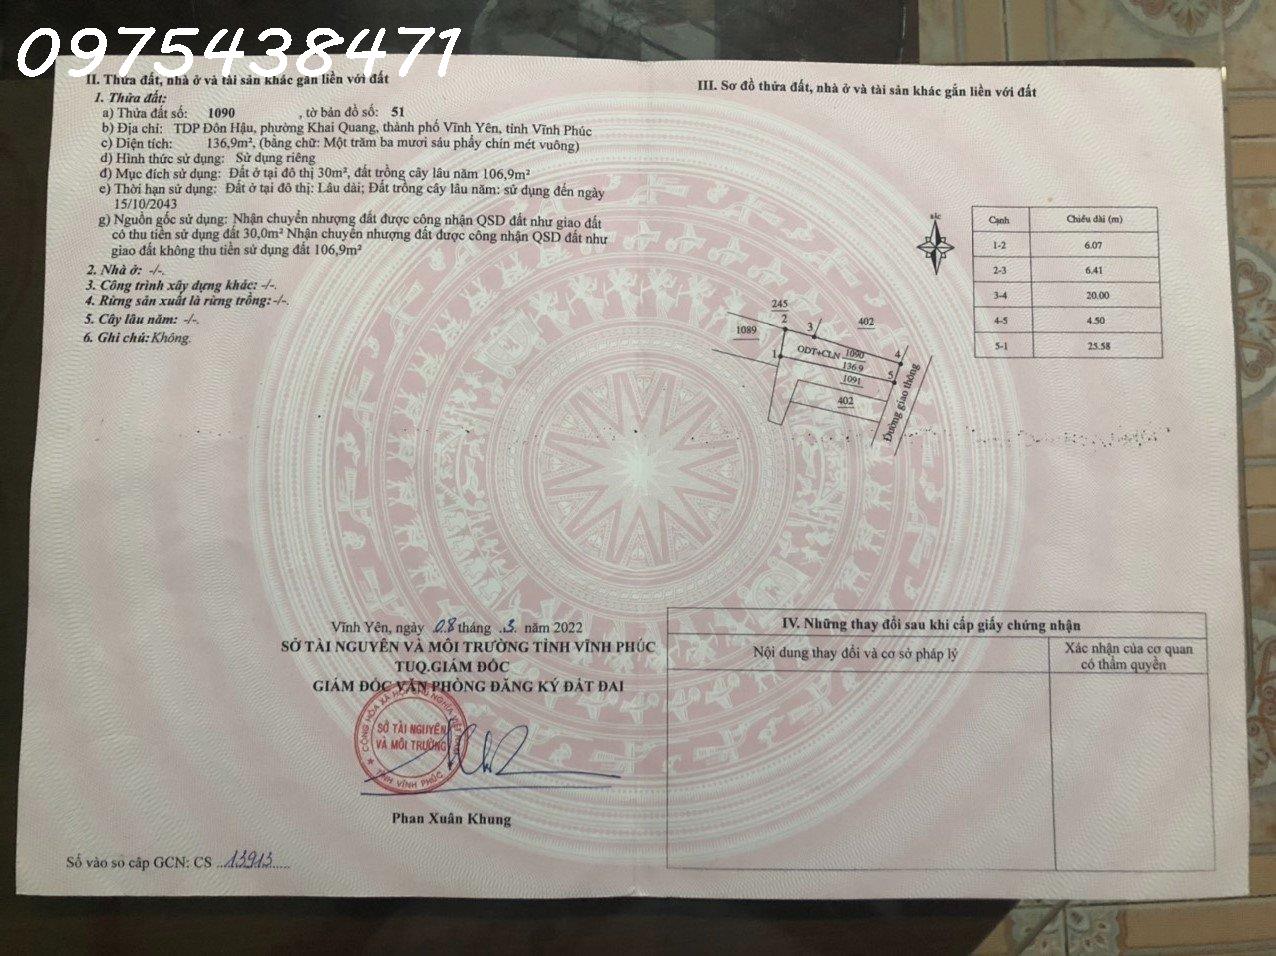 0975438471
II. Thửa đất, nhà ở và tài sản khác gắn liền với đất
1. Thửa đất:
a) Thửa đất số: 1090 , tờ bản đồ số: 51
b) Địa chỉ: TDP Đôn Hậu, phường Khai Quang, thành phố Vĩnh Yên, tỉnh Vĩnh Phúc
c) Diện tích: 136,9m², (bằng chữ: Một trăm ba mươi sáu phẩy chín mét vuông)
d) Hình thức sử dụng: Sử dụng riêng
đ) Mục đích sử dụng: Đất ở tại đô thị 30m², đất trồng cây lâu năm 106,9m²
e) Thời hạn sử dụng: Đất ở tại đô thị: Lâu dài; Đất trồng cây lâu năm: sử dụng đến ngày
15/10/2043
g) Nguồn gốc sử dụng: Nhận chuyển nhượng đất được công nhận QSD đất như giao đất
có thu tiền sử dụng đất 30,0m² Nhận chuyển nhượng đất được công nhận QSD đất như
giao đất không thu tiền sử dụng đất 106,9m²
2. Nhà ở: -/-.
3. Công trình xây dựng khác: -/-.
4. Rừng sản xuất là rừng trồng: -/-.
5. Cây lâu năm: -/-.
6. Ghi chú: Không.
Vĩnh Yên, ngày 08 tháng .3. năm 2022
SỞ TÀI NGUYÊN VÀ MÔI TRƯỜNG TỈNH VĨNH PHÚC
TUQ.GIÁM ĐỐC
GIÁM ĐỐC VĂN PHÒNG ĐĂNG KÝ ĐẤT ĐAI
CỘNG HÒA XÃ HỘI CHỦ NGHĨA VIỆT NAM
SỞ TÀI NGUYÊN
VÀ MÔI TRƯỜNG
TỈNH VĨNH PHÚC
Phan Xuân Khung
Số vào sổ cấp GCN: CS ..13913.....
III. Sơ đồ thửa đất, nhà ở và tài sản khác gắn liền với đất
Bắc
Cạnh Chiều dài (m)
1-2 6.07
2-3 6.41
3-4 20.00
4-5 4.50
5-1 25.58
245
2
3
402
1089
1
ODT+CLN 1090
136.9
4
5
1091
402
Đường giao thông
IV. Những thay đổi sau khi cấp giấy chứng nhận
Nội dung thay đổi và cơ sở pháp lý
Xác nhận của cơ quan
có thẩm quyền